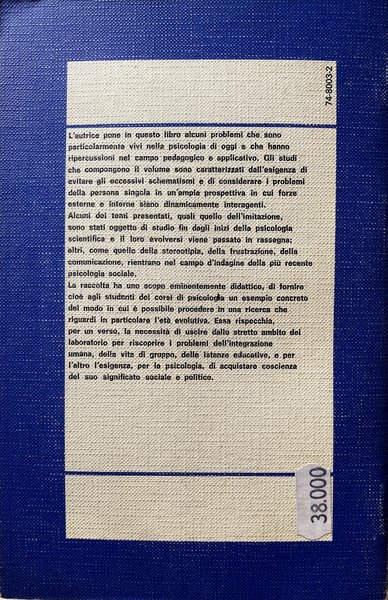 74-8003-2
L'autrice pone in questo libro alcuni problemi che sono
particolarmente vivi nella psicologia di oggi e che hanno
ripercussioni nel campo pedagogico e applicativo. Gli studi
che compongono il volume sono caratterizzati dall'esigenza di
evitare gli eccessivi schematismi e di considerare i problemi
della persona singola in un'ampia prospettiva in cui forze
esterne e interne siano dinamicamente interagenti.
Alcuni dei temi presentati, quali quello dell'imitazione,
sono stati oggetto di studio fin dagli inizi della psicologia
scientifica e il loro evolversi viene passato in rassegna;
altri, come quello della stereotipia, della frustrazione, della
comunicazione, rientrano nel campo d'indagine della più recente
psicologia sociale.
La raccolta ha uno scopo eminentemente didattico, di fornire
cioè agli studenti dei corsi di psicologia un esempio concreto
del modo in cui è possibile procedere in una ricerca che
riguardi in particolare l'età evolutiva. Essa rispecchia,
per un verso, la necessità di uscire dallo stretto ambito del
laboratorio per riscoprire i problemi dell'integrazione
umana, della vita di gruppo, delle istanze educative, e per
l'altro l'esigenza, per la psicologia, di acquistare coscienza
del suo significato sociale e politico.
38.000